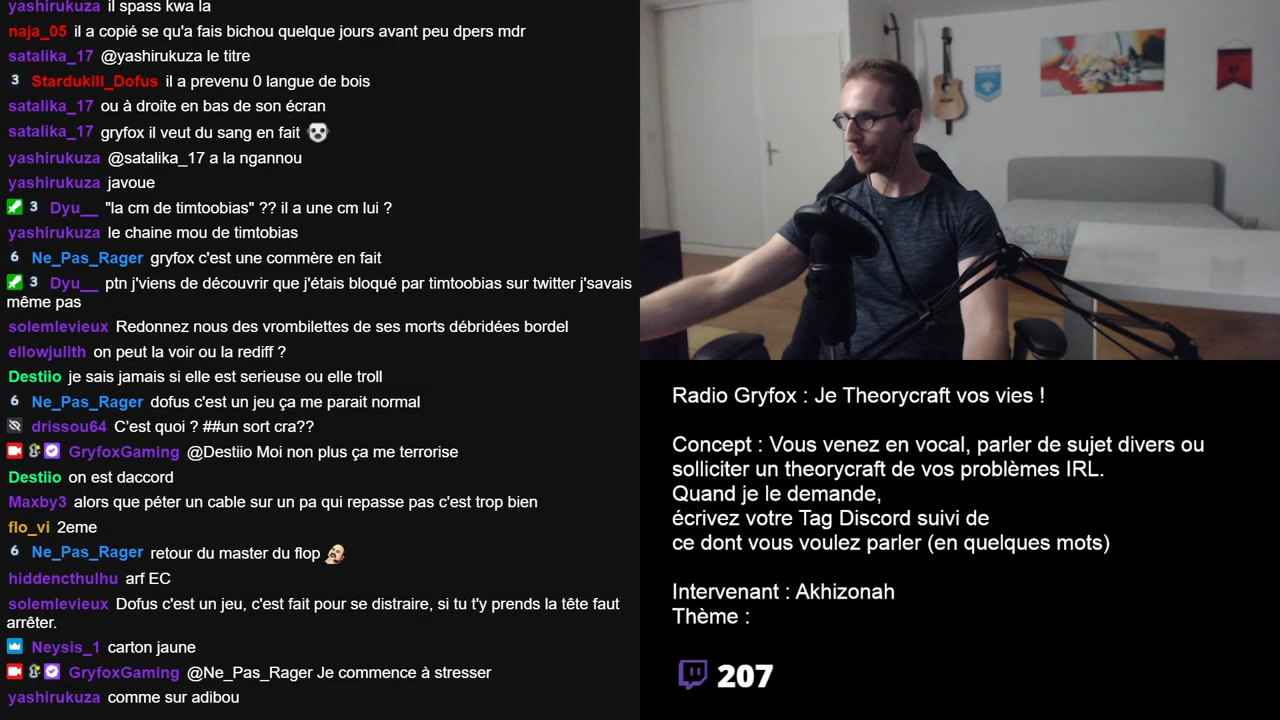 yashirukuza il spass kwa la
naja_05 il a copié se qu'a fais bichou quelque jours avant peu dpers mdr
satalika_17 @yashirukuza le titre
3 Stardukill_Dofus il a prevenu 0 langue de bois
satalika_17 ou à droite en bas de son écran
satalika_17 gryfox il veut du sang en fait
yashirukuza @satalika_17 a la ngannou
yashirukuza javoue
3 Dyu__ "la cm de timtoobias" ?? il a une cm lui ?
yashirukuza le chaine mou de timtobias
6 Ne_Pas_Rager gryfox c'est une commère en fait
3 Dyu__ ptn j'viens de découvrir que j'étais bloqué par timtoobias sur twitter j'savais
même pas
solemlevieux Redonnez nous des vrombilettes de ses morts débridées bordel
ellowjulith on peut la voir ou la rediff ?
Destiio je sais jamais si elle est serieuse ou elle troll
6 Ne_Pas_Rager dofus c'est un jeu ça me parait normal
drissou64 C'est quoi ? ##un sort cra??
GryfoxGaming @Destiio Moi non plus ça me terrorise
Destiio on est daccord
Maxby3 alors que péter un cable sur un pa qui repasse pas c'est trop bien
flo_vi 2eme
6 Ne_Pas_Rager retour du master du flop
hiddencthulhu arf EC
solemlevieux Dofus c'est un jeu, c'est fait pour se distraire, si tu t'y prends la tête faut
arrêter.
Neysis_1 carton jaune
GryfoxGaming @Ne_Pas_Rager Je commence à stresser
yashirukuza comme sur adibou
Radio Gryfox : Je Theorycraft vos vies !
Concept : Vous venez en vocal, parler de sujet divers ou
solliciter un theorycraft de vos problèmes IRL.
Quand je le demande,
écrivez votre Tag Discord suivi de
ce dont vous voulez parler (en quelques mots)
Intervenant : Akhizonah
Thème :
207